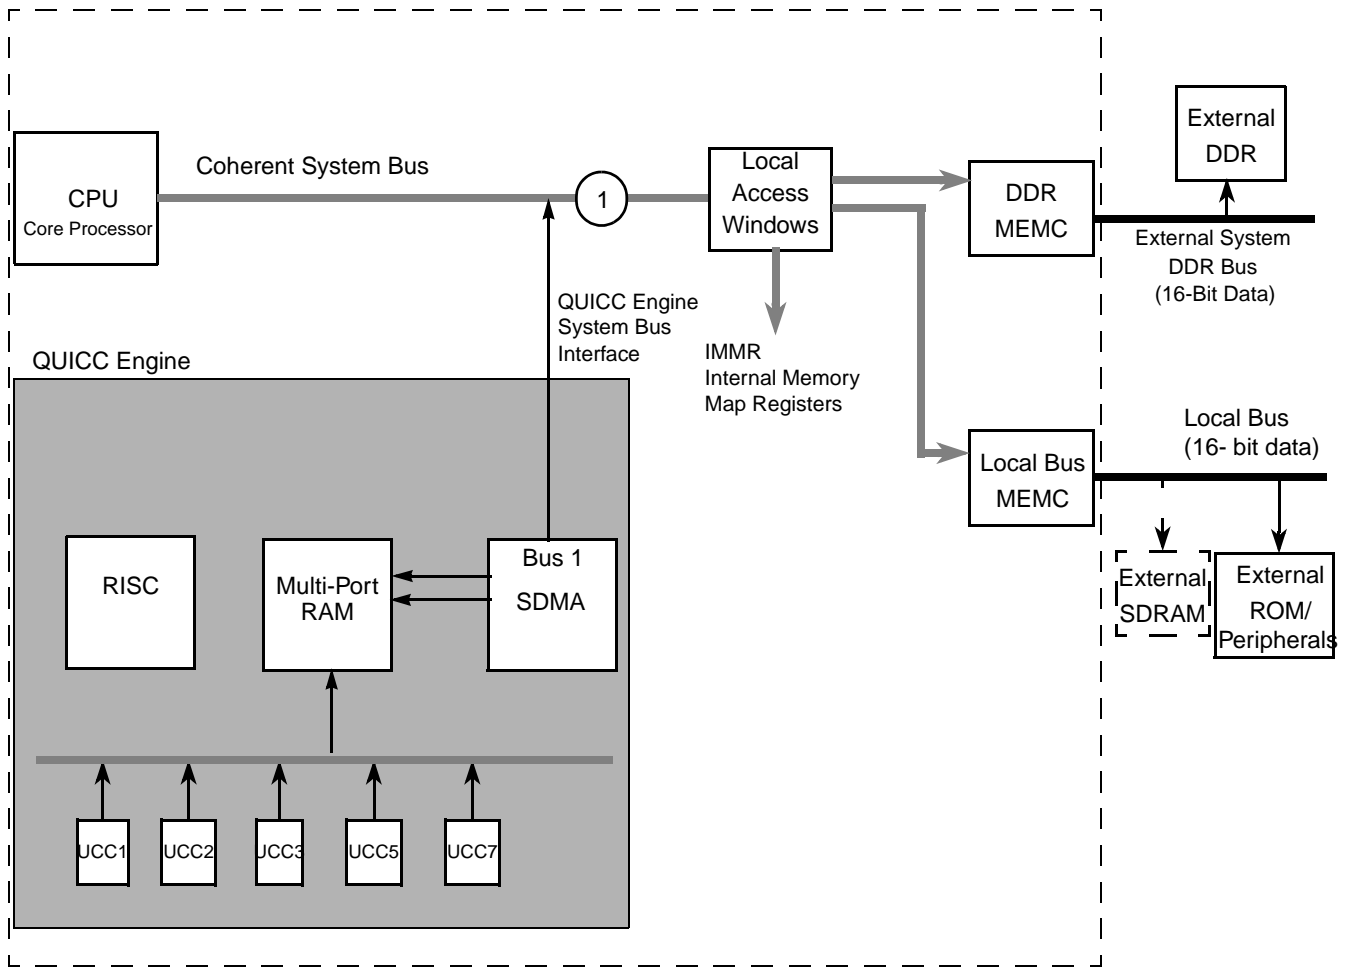 External
DDR
Coherent System Bus
CPU
Core Processor
1
Local
Access
Windows
DDR
MEMC
External System
DDR Bus
(16-Bit Data)
QUICC Engine
System Bus
Interface
IMMR
Internal Memory
Map Registers
QUICC Engine
Local Bus
(16- bit data)
Local Bus
MEMC
RISC
Multi-Port
RAM
Bus 1
SDMA
External
SDRAM
External
ROM/
Peripherals
UCC1
UCC2
UCC3
UCC5
UCC7